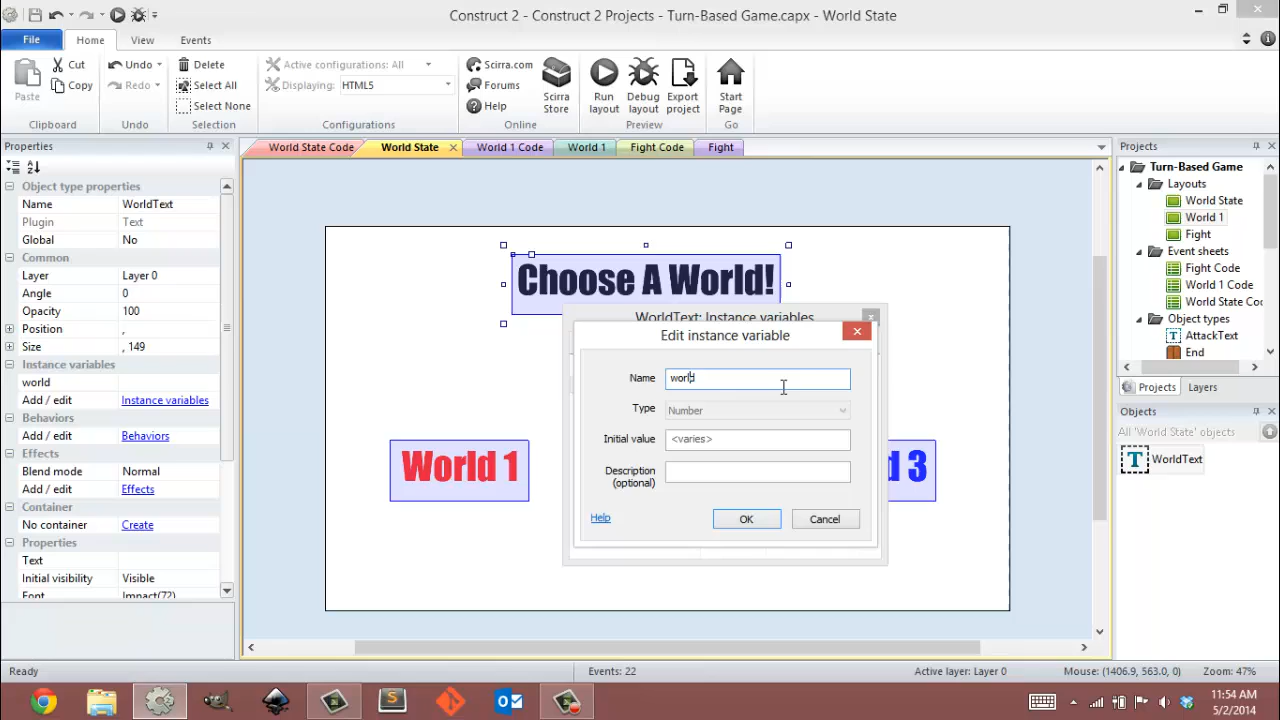 Construct 2 - Construct 2 Projects - Turn-Based Game.capx - World State
File Home View Events
Paste Cut Copy
Clipboard
Undo
Redo
Undo
Delete
Select All
Select None
Selection
Active configurations: All
Displaying: HTML5
Configurations
Scirra.com
Forums
Help
Scirra Store
Online
Run layout
Debug layout
Export project
Preview
Start Page
Go
Properties
World State Code World State World 1 Code World 1 Fight Code Fight
Object type properties
Name WorldText
Plugin Text
Global No
Common
Layer Layer 0
Angle 0
Opacity 100
Position ,
Size , 149
Instance variables
world
Add / edit Instance variables
Behaviors
Add / edit Behaviors
Effects
Blend mode Normal
Add / edit Effects
Container
No container Create
Properties
Text
Initial visibility Visible
Font Impact(72)
Choose A World!
World 1
d 3
WorldText: Instance variables
Edit instance variable
Name world
Type Number
Initial value <varies>
Description (optional)
Help OK Cancel
Projects
Turn-Based Game
Layouts
World State
World 1
Fight
Event sheets
Fight Code
World 1 Code
World State Coc
Object types
AttackText
End
Projects Layers
Objects
All 'World State' objects
T WorldText
Ready Events: 22 Active layer: Layer 0 Mouse: (1406.9, 563.0, 0) Zoom: 47%
11:54 AM
5/2/2014